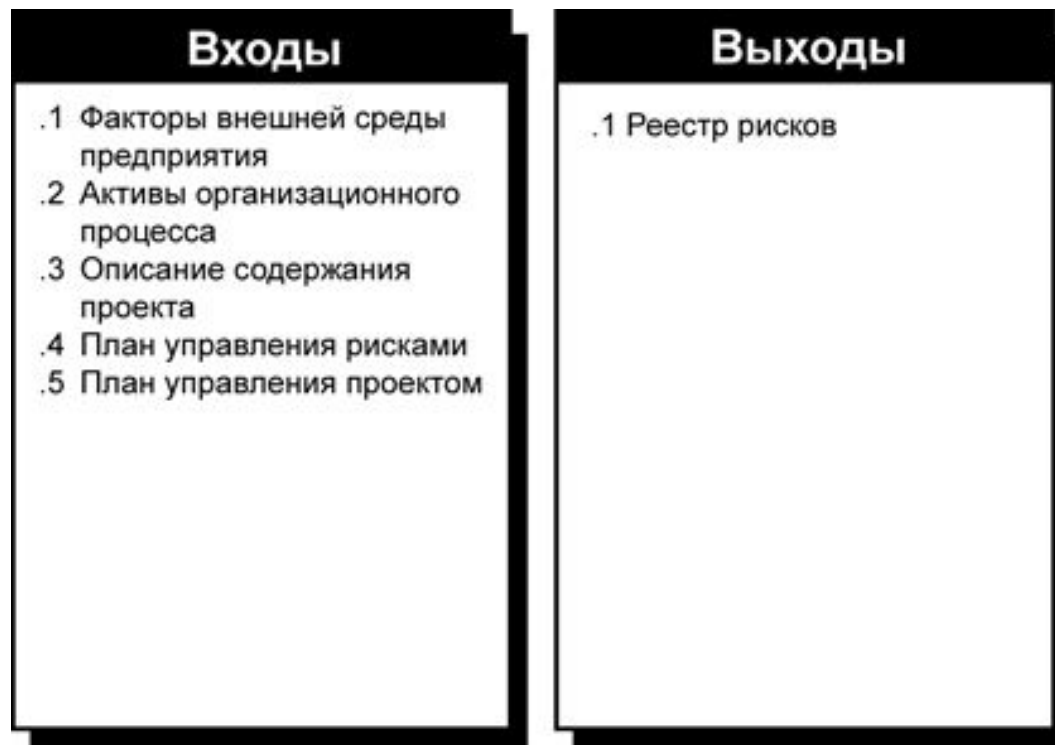 Входы
.1 Факторы внешней среды
предприятия
.2 Активы организационного
процесса
.3 Описание содержания
проекта
.4 План управления рисками
.5 План управления проектом
Выходы
.1 Реестр рисков